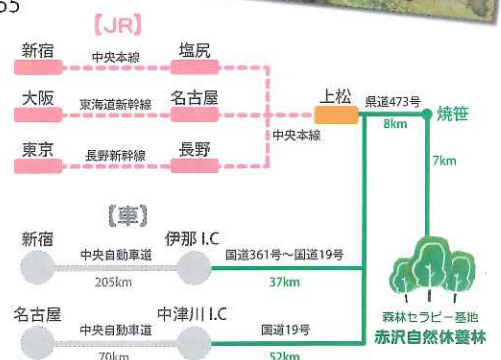 55
【JR】
新宿 中央本線 塩尻
大阪 東海道新幹線 名古屋
東京 長野新幹線 長野
中央本線
上松 県道473号 焼笹
8km
7km
【車】
新宿 中央自動車道 伊那I.C 国道361号～国道19号
205km 37km
名古屋 中央自動車道 中津川I.C 国道19号
70km 52km
森林セラピー基地
赤沢自然休養林